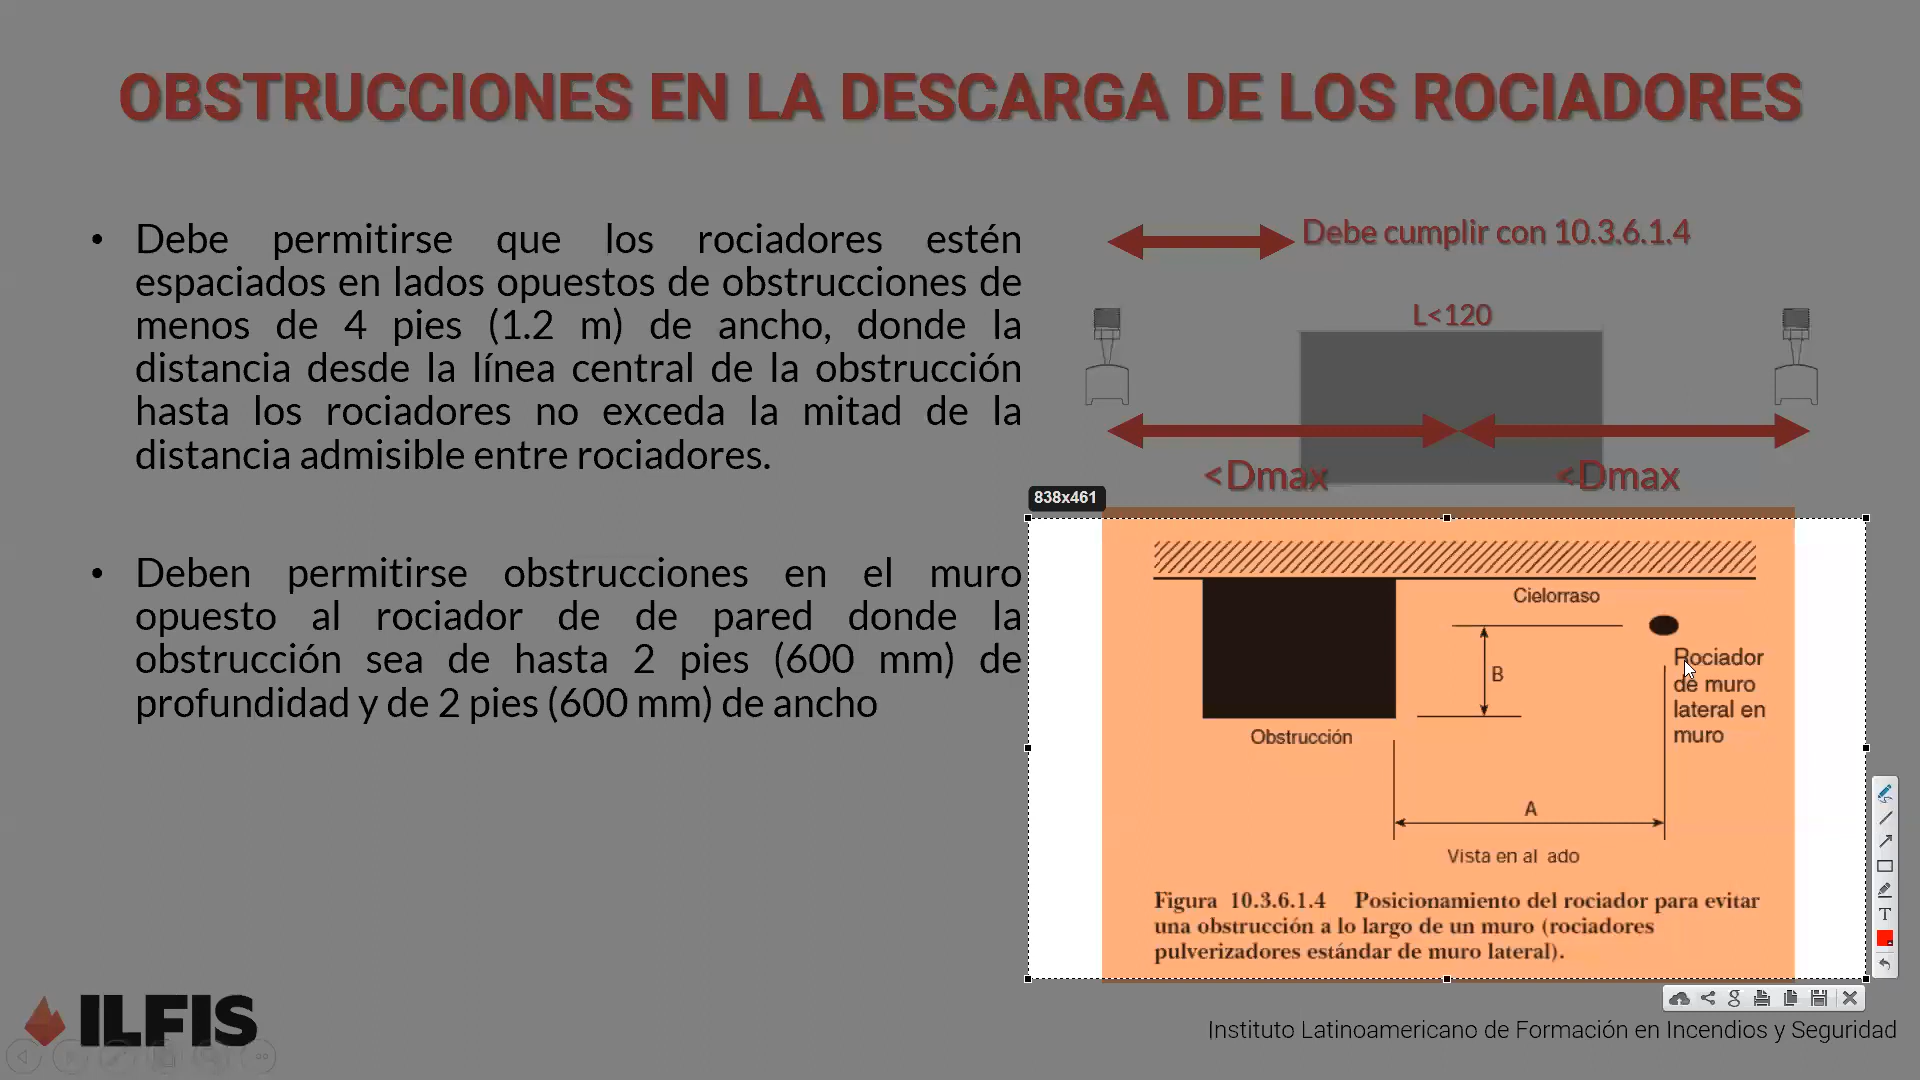 OBSTRUCCIONES EN LA DESCARGA DE LOS ROCIADORES
• Debe permitirse que los rociadores estén
espaciados en lados opuestos de obstrucciones de
menos de 4 pies (1.2 m) de ancho, donde la
distancia desde la línea central de la obstrucción
hasta los rociadores no exceda la mitad de la
distancia admisible entre rociadores.
• Deben permitirse obstrucciones en el muro
opuesto al rociador de de pared donde la
obstrucción sea de hasta 2 pies (600 mm) de
profundidad y de 2 pies (600 mm) de ancho
Debe cumplir con 10.3.6.1.4
L<120
<Dmax
<Dmax
838x461
Cielorraso
B
Rociador
de muro
lateral en
muro
Obstrucción
A
Vista en al ado
Figura 10.3.6.1.4 Posicionamiento del rociador para evitar
una obstrucción a lo largo de un muro (rociadores
pulverizadores estándar de muro lateral).
T
g
ILFIS
Instituto Latinoamericano de Formación en Incendios y Seguridad